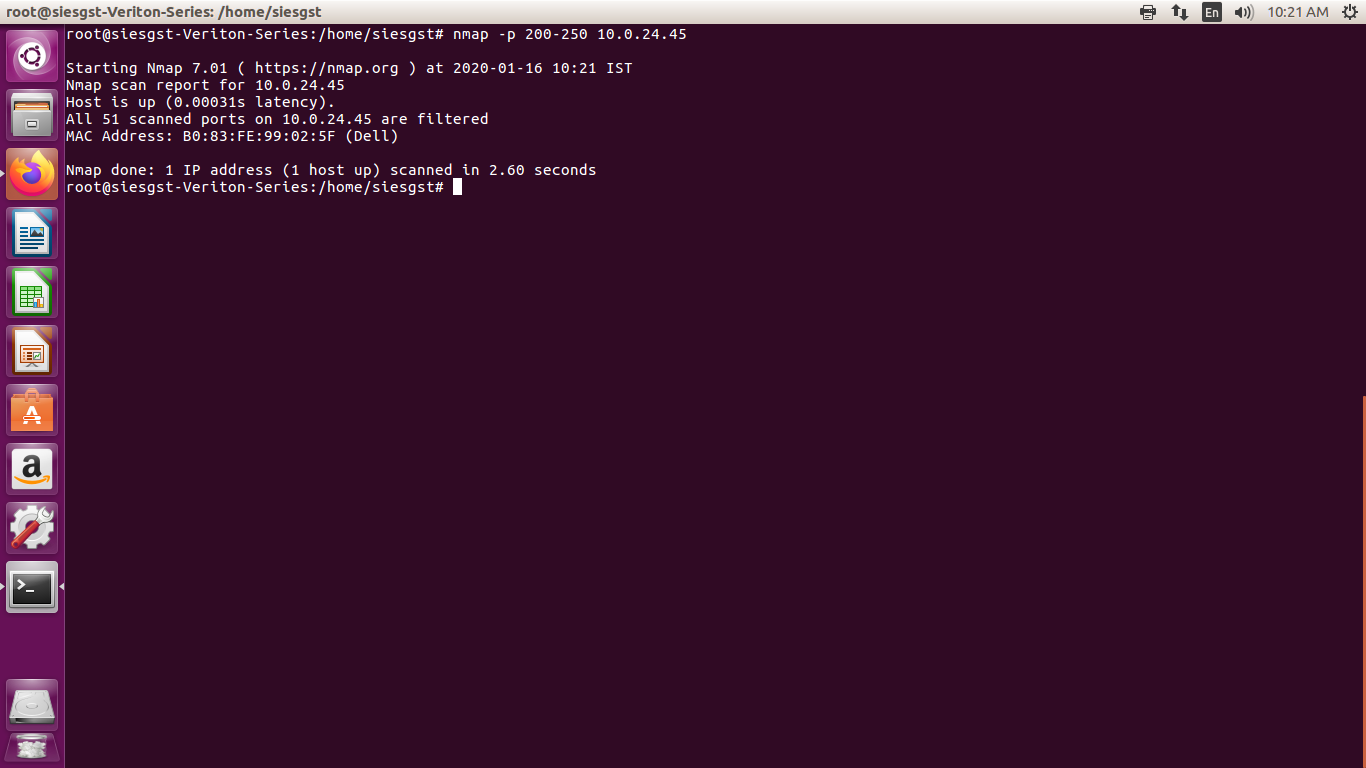 root@siesgst-Veriton-Series: /home/siesgst
En
10:21 AM
root@siesgst-Veriton-Series:/home/siesgst# nmap -p 200-250 10.0.24.45
Starting Nmap 7.01 ( https://nmap.org ) at 2020-01-16 10:21 IST
Nmap scan report for 10.0.24.45
Host is up (0.00031s latency).
All 51 scanned ports on 10.0.24.45 are filtered
MAC Address: B0:83:FE:99:02:5F (Dell)
Nmap done: 1 IP address (1 host up) scanned in 2.60 seconds
root@siesgst-Veriton-Series:/home/siesgst#
A
a
>_